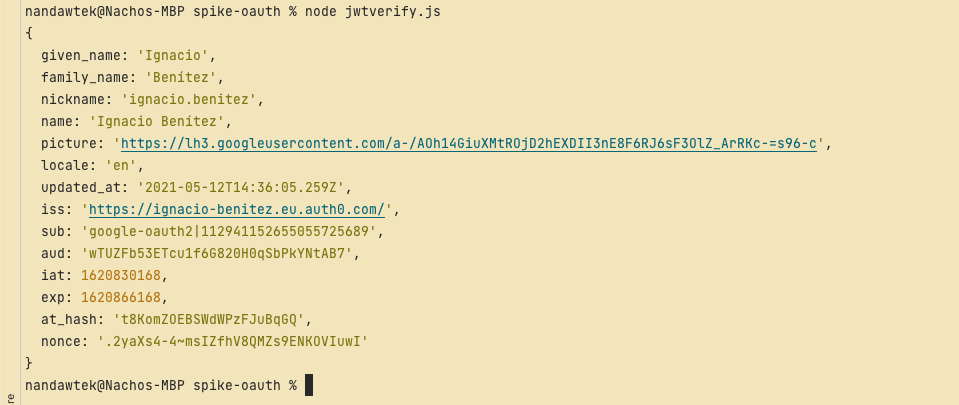 nandawtek@Nachos-MBP spike-oauth % node jwtverify.js
{
  given_name: 'Ignacio',
  family_name: 'Benítez',
  nickname: 'ignacio.benitez',
  name: 'Ignacio Benítez',
  picture: 'https://lh3.googleusercontent.com/a-/AOh14GiuXMtROjD2hEXDII3nE8F6RJ6sF3OlZ_ArRKc-=s96-c',
  locale: 'en',
  updated_at: '2021-05-12T14:36:05.259Z',
  iss: 'https://ignacio-benitez.eu.auth0.com/',
  sub: 'google-oauth2|112941152655055725689',
  aud: 'wTUZFb53ETcu1f6G820H0qSbPkYNtAB7',
  iat: 1620830168,
  exp: 1620866168,
  at_hash: 't8KomZOEBSWdWPzFJuBqGQ',
  nonce: '.2yaXs4-4~msIZfhV8QMZs9ENKOVIuwI'
}
nandawtek@Nachos-MBP spike-oauth %
re